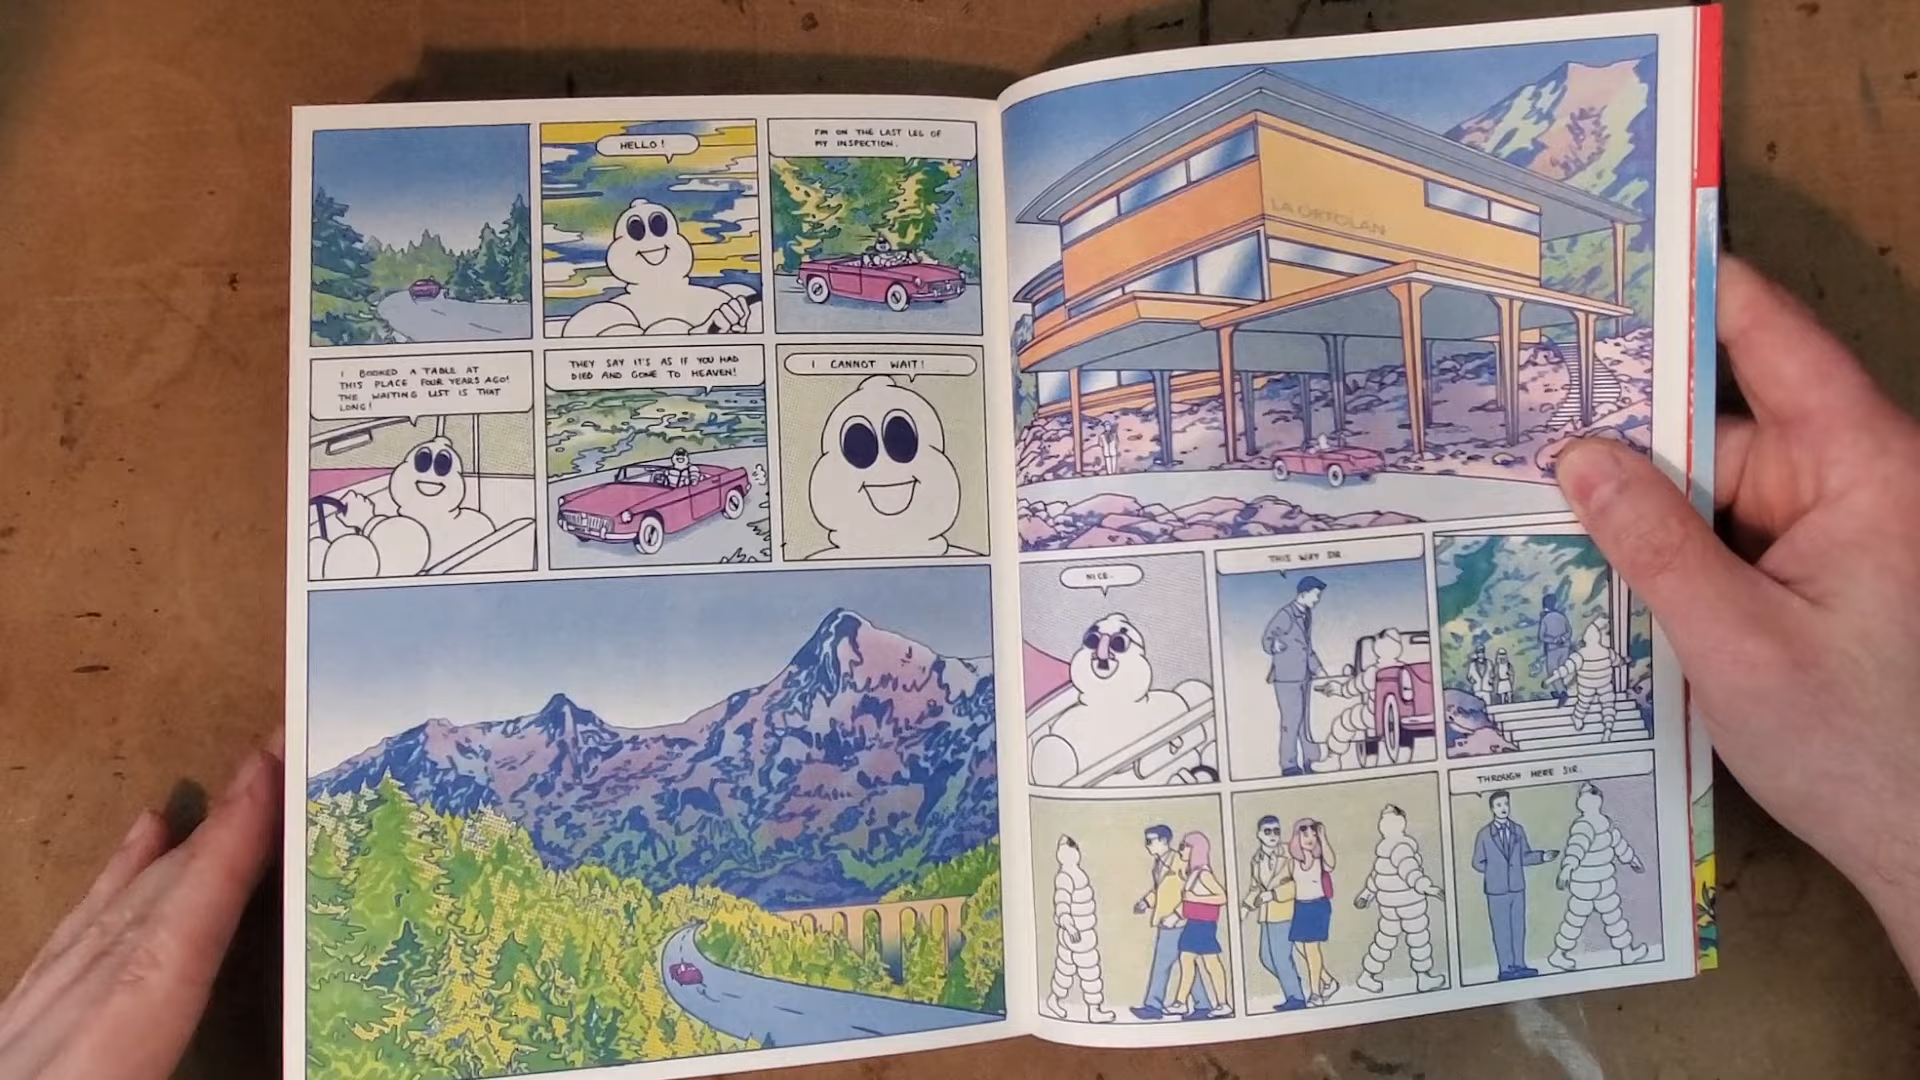 HELLO!
I'M ON THE LAST LEG OF
MY INSPECTION.
I BOOKED A TABLE AT
THIS PLACE FOUR YEARS AGO!
THE WAITING LIST IS THAT
LONG!
THEY SAY IT'S AS IF YOU HAD
DIED AND GONE TO HEAVEN!
I CANNOT WAIT!
LA ORTOLAN
NICE.
THIS WAY SIR.
THROUGH HERE SIR.